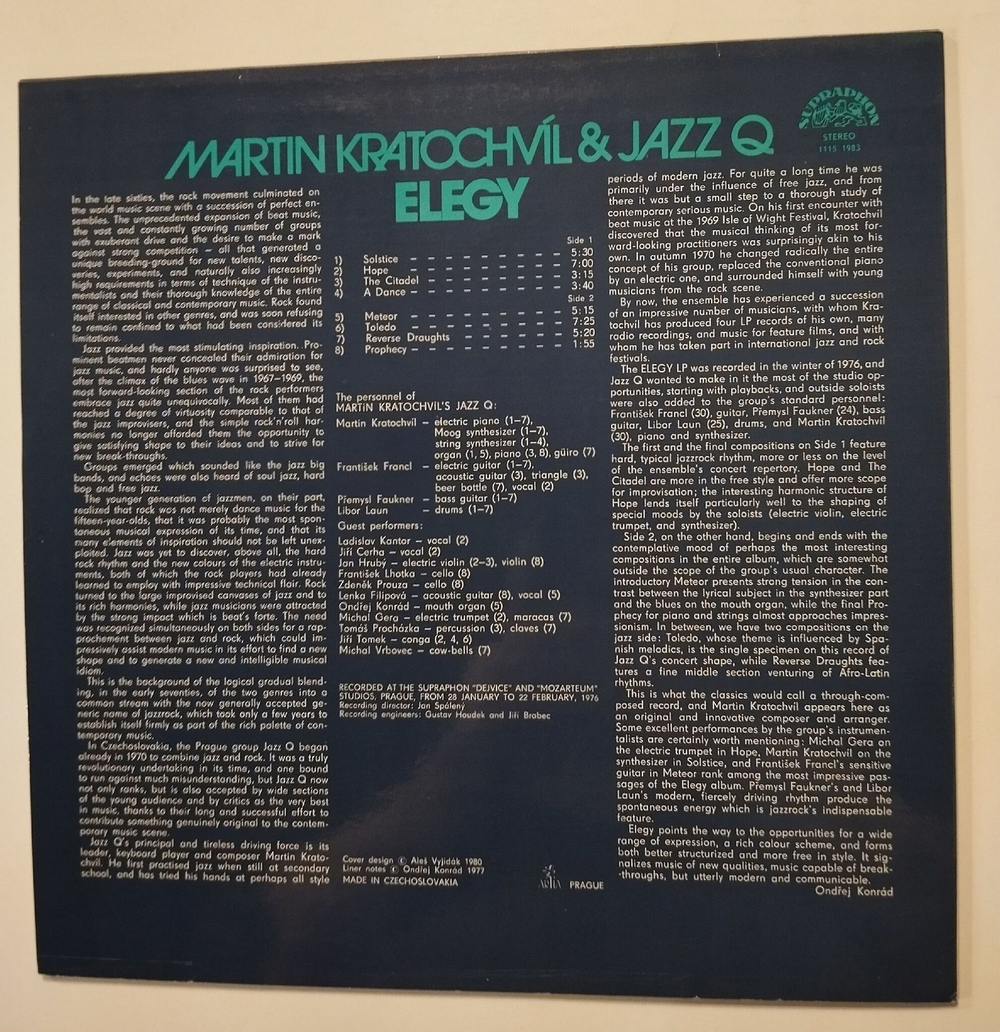 SUPRAPHON
STEREO
1115 1983
MARTIN KRATOCHVÍL & JAZZ Q
ELEGY
In the late sixties, the rock movement culminated on
the world music scene with a succession of perfect en-
sembles. The unprecedented expansion of beat music,
the vast and constantly growing number of groups
with exuberant drive and the desire to make a mark
against strong competition – all that generated a
unique breeding-ground for new talents, new disco-
veries, experiments, and naturally also increasingly
high requirements in terms of technique of the instru-
mentalists and their thorough knowledge of the entire
range of classical and contemporary music. Rock found
itself interested in other genres, and was soon refusing
to remain confined to what had been considered its
limitations.
Jazz provided the most stimulating inspiration. Pro-
minent beatmen never concealed their admiration for
jazz music, and hardly anyone was surprised to see,
after the climax of the blues wave in 1967–1969, the
most forward-looking section of the rock performers
embrace jazz quite unequivocally. Most of them had
reached a degree of virtuosity comparable to that of
the jazz improvisers, and the simple rock'n'roll har-
monies no longer afforded them the opportunity to
give satisfying shape to their ideas and to strive for
new break-throughs.
Groups emerged which sounded like the jazz big
bands, and echoes were also heard of soul jazz, hard
bop and free jazz.
The younger generation of jazzmen, on their part,
realized that rock was not merely dance music for the
fifteen-year-olds, that it was probably the most spon-
taneous musical expression of its time, and that its
many elements of inspiration should not be left unex-
ploited. Jazz was yet to discover, above all, the hard
rock rhythm and the new colours of the electric instru-
ments, both of which the rock players had already
learned to employ with impressive technical flair. Rock
turned to the large improvised canvases of jazz and to
its rich harmonies, while jazz musicians were attracted
by the strong impact which is beat's forte. The need
was recognized simultaneously on both sides for a rap-
prochement between jazz and rock, which could im-
pressively assist modern music in its effort to find a new
shape and to generate a new and intelligible musical
idiom.
This is the background of the logical gradual blend-
ing, in the early seventies, of the two genres into a
common stream with the now generally accepted ge-
neric name of jazzrock, which took only a few years to
establish itself firmly as part of the rich palette of con-
temporary music.
In Czechoslovakia, the Prague group Jazz Q began
already in 1970 to combine jazz and rock. It was a truly
revolutionary undertaking in its time, and one bound
to run against much misunderstanding, but Jazz Q now
not only ranks, but is also accepted by wide sections
of the young audience and by critics as the very best
in music, thanks to their long and successful effort to
contribute something genuinely original to the contem-
porary music scene.
Jazz Q's principal and tireless driving force is its
leader, keyboard player and composer Martin Krato-
chvil. He first practised jazz when still at secondary
school, and has tried his hands at perhaps all style
Side 1
1) Solstice – – – – – – – – – – 5:30
2) Hope – – – – – – – – – – 7:00
3) The Citadel – – – – – – – – – 3:15
4) A Dance – – – – – – – – – – 3:40
Side 2
5) Meteor – – – – – – – – – – 5:15
6) Toledo – – – – – – – – – – 7:25
7) Reverse Draughts – – – – – – – 5:20
8) Prophecy – – – – – – – – – – 1:55
The personnel of
MARTIN KRATOCHVIL'S JAZZ Q:
Martin Kratochvil – electric piano (1–7),
Moog synthesizer (1–7),
string synthesizer (1–4),
organ (1, 5), piano (3, 8), güiro (7)
František Francl – electric guitar (1–7),
acoustic guitar (3), triangle (3),
beer bottle (7), vocal (2)
Přemysl Faukner – bass guitar (1–7)
Libor Laun – drums (1–7)
Guest performers:
Ladislav Kantor – vocal (2)
Jiří Cerha – vocal (2)
Jan Hrubý – electric violin (2–3), violin (8)
František Lhotka – cello (8)
Zdeněk Prouza – cello (8)
Lenka Filipová – acoustic guitar (8), vocal (5)
Ondřej Konrád – mouth organ (5)
Michal Gera – electric trumpet (2), maracas (7)
Tomáš Procházka – percussion (3), claves (7)
Jiří Tomek – conga (2, 4, 6)
Michal Vrbovec – cow-bells (7)
RECORDED AT THE SUPRAPHON "DEJVICE" AND "MOZARTEUM"
STUDIOS, PRAGUE, FROM 28 JANUARY TO 22 FEBRUARY, 1976
Recording director: Jan Spálený
Recording engineers: Gustav Houdek and Jiří Brabec
Cover design © Aleš Vyjidák 1980
Liner notes © Ondřej Konrád 1977
MADE IN CZECHOSLOVAKIA
PRAGUE
periods of modern jazz. For quite a long time he was
primarily under the influence of free jazz, and from
there it was but a small step to a thorough study of
contemporary serious music. On his first encounter with
beat music at the 1969 Isle of Wight Festival, Kratochvil
discovered that the musical thinking of its most for-
ward-looking practitioners was surprisingly akin to his
own. In autumn 1970 he changed radically the entire
concept of his group, replaced the conventional piano
by an electric one, and surrounded himself with young
musicians from the rock scene.
By now, the ensemble has experienced a succession
of an impressive number of musicians, with whom Kra-
tochvil has produced four LP records of his own, many
radio recordings, and music for feature films, and with
whom he has taken part in international jazz and rock
festivals.
The ELEGY LP was recorded in the winter of 1976, and
Jazz Q wanted to make in it the most of the studio op-
portunities, starting with playbacks, and outside soloists
were also added to the group's standard personnel:
František Francl (30), guitar, Přemysl Faukner (24), bass
guitar, Libor Laun (25), drums, and Martin Kratochvíl
(30), piano and synthesizer.
The first and the final compositions on Side 1 feature
hard, typical jazzrock rhythm, more or less on the level
of the ensemble's concert repertory. Hope and The
Citadel are more in the free style and offer more scope
for improvisation; the interesting harmonic structure of
Hope lends itself particularly well to the shaping of
special moods by the soloists (electric violin, electric
trumpet, and synthesizer).
Side 2, on the other hand, begins and ends with the
contemplative mood of perhaps the most interesting
compositions in the entire album, which are somewhat
outside the scope of the group's usual character. The
introductory Meteor presents strong tension in the con-
trast between the lyrical subject in the synthesizer part
and the blues on the mouth organ, while the final Pro-
phecy for piano and strings almost approaches impres-
sionism. In between, we have two compositions on the
jazz side: Toledo, whose theme is influenced by Spa-
nish melodics, is the single specimen on this record of
Jazz Q's concert shape, while Reverse Draughts fea-
tures a fine middle section venturing of Afro-Latin
rhythms.
This is what the classics would call a through-com-
posed record, and Martin Kratochvil appears here as
an original and innovative composer and arranger.
Some excellent performances by the group's instrumen-
talists are certainly worth mentioning: Michal Gera on
the electric trumpet in Hope, Martin Kratochvil on the
synthesizer in Solstice, and František Francl's sensitive
guitar in Meteor rank among the most impressive pas-
sages of the Elegy album. Přemysl Faukner's and Libor
Laun's modern, fiercely driving rhythm produce the
spontaneous energy which is jazzrock's indispensable
feature.
Elegy points the way to the opportunities for a wide
range of expression, a rich colour scheme, and forms
both better structurized and more free in style. It sig-
nalizes music of new qualities, music capable of break-
-throughs, but utterly modern and communicable.
Ondřej Konrád